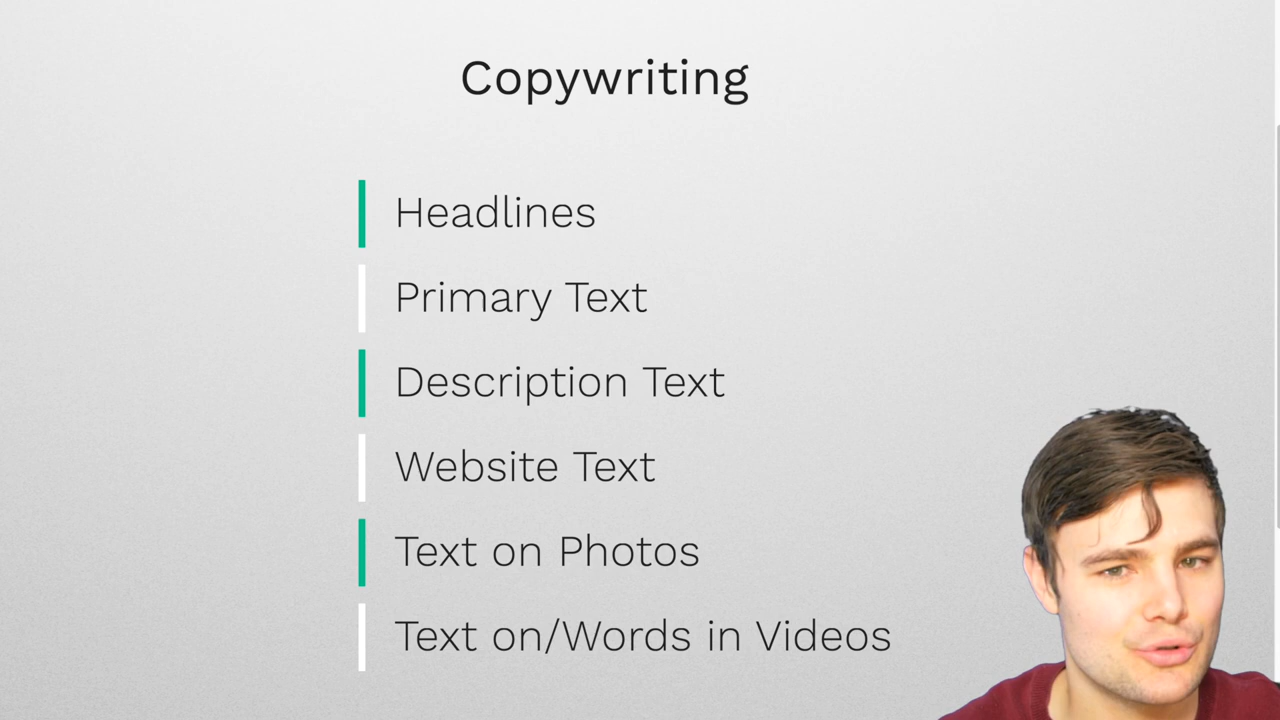 Copywriting
Headlines
Primary Text
Description Text
Website Text
Text on Photos
Text on/Words in Videos